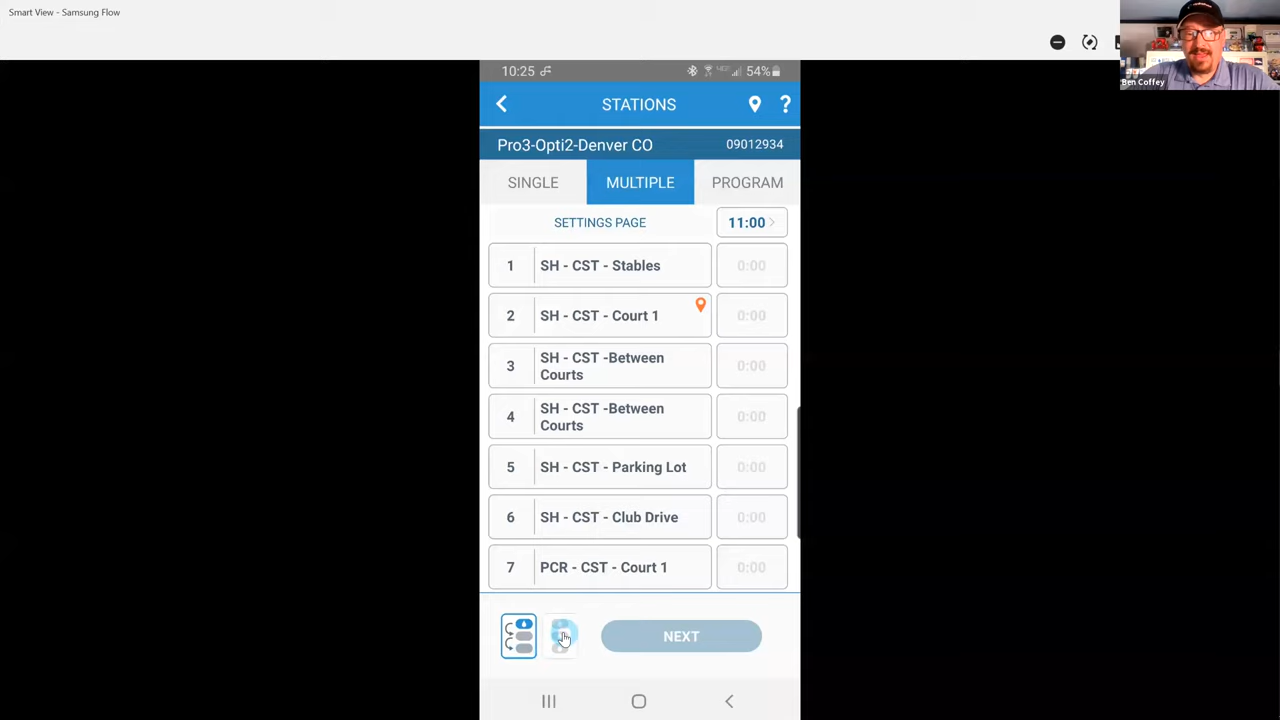 Smart View - Samsung Flow
Ben Coffey
10:25
54%
STATIONS
?
Pro3-Opti2-Denver CO 09012934
SINGLE MULTIPLE PROGRAM
SETTINGS PAGE 11:00
1 SH - CST - Stables 0:00
2 SH - CST - Court 1 0:00
3 SH - CST -Between
Courts 0:00
4 SH - CST -Between
Courts 0:00
5 SH - CST - Parking Lot 0:00
6 SH - CST - Club Drive 0:00
7 PCR - CST - Court 1 0:00
NEXT